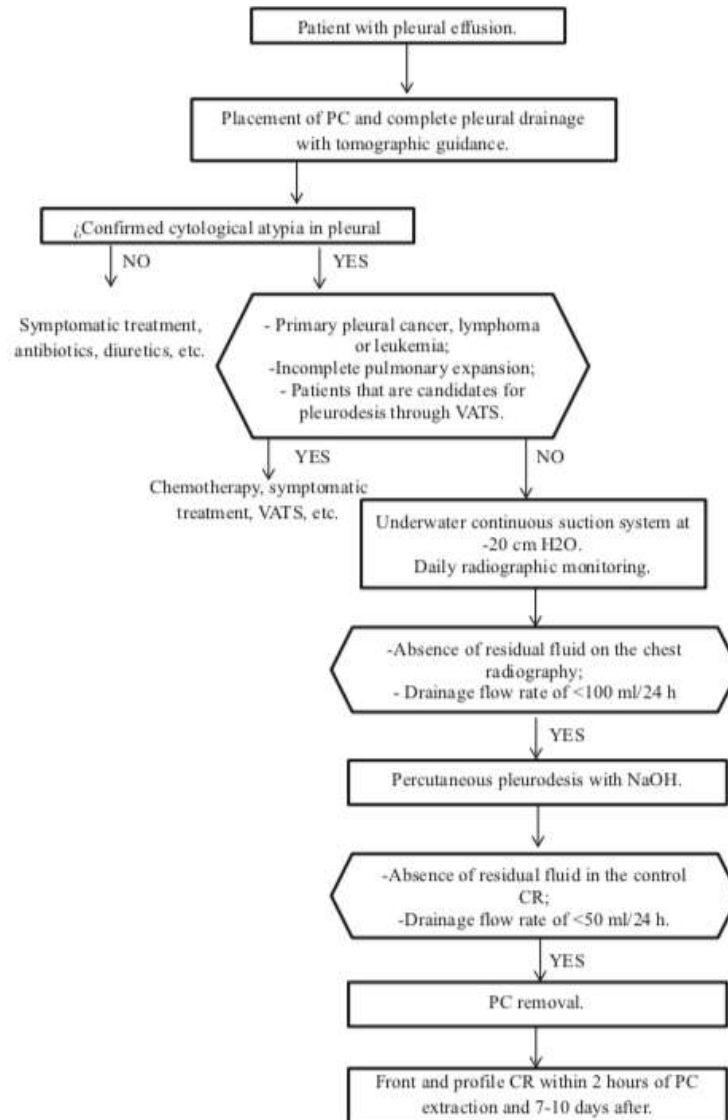 Patient with pleural effusion.
Placement of PC and complete pleural drainage
with tomographic guidance.
¿Confirmed cytological atypia in pleural
NO
YES
Symptomatic treatment,
antibiotics, diuretics, etc.
- Primary pleural cancer, lymphoma
or leukemia;
-Incomplete pulmonary expansion;
- Patients that are candidates for
pleurodesis through VATS.
YES
NO
Chemotherapy, symptomatic
treatment, VATS, etc.
Underwater continuous suction system at
-20 cm H2O.
Daily radiographic monitoring.
-Absence of residual fluid on the chest
radiography;
- Drainage flow rate of <100 ml/24 h
YES
Percutaneous pleurodesis with NaOH.
-Absence of residual fluid in the control
CR;
-Drainage flow rate of <50 ml/24 h.
YES
PC removal.
Front and profile CR within 2 hours of PC
extraction and 7-10 days after.